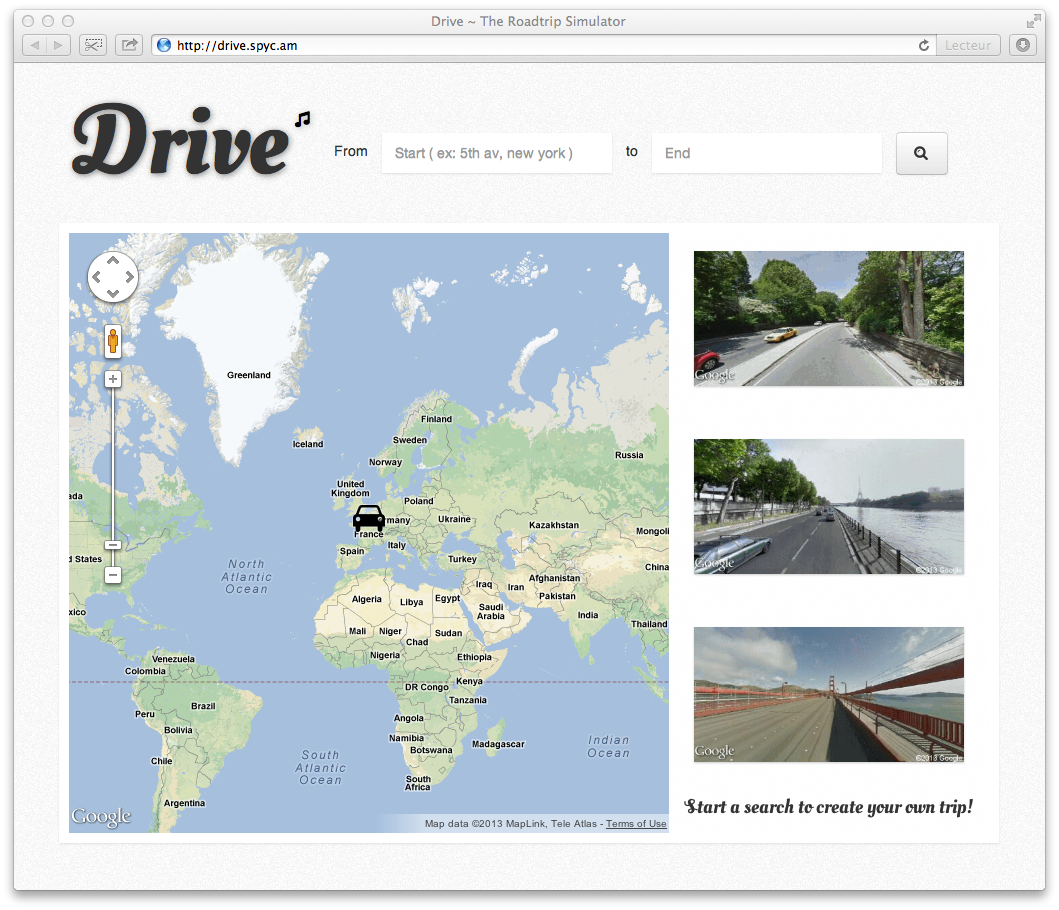 Drive ~ The Roadtrip Simulator
http://drive.spyc.am
Lecteur
Drive
From
Start ( ex: 5th av, new york )
to
End
Greenland
Finland
Iceland
Sweden
Russia
Norway
United
Kingdom
Poland
ada
many
Ukraine
Kazakhstan
Mongoli
France
Italy
Spain
d States
Turkey
China
North
Atlantic
Ocean
Iraq
Iran
Afghanistan
Pakistan
Algeria
Libya
Egypt
Saudi
Arabia
India
xico
Thailand
Mali
Niger
Chad
Sudan
Nigeria
Ethiopia
Venezuela
Colombia
Kenya
DR Congo
Tanzania
Peru
Brazil
Angola
Bolivia
Namibia
Botswana
Madagascar
Indian
Ocean
Chile
South
Atlantic
Ocean
South
Africa
Argentina
Google
Map data ©2013 MapLink, Tele Atlas - Terms of Use
Google
©2013 Google
Google
©2013 Google
Google
©2013 Google
Start a search to create your own trip!